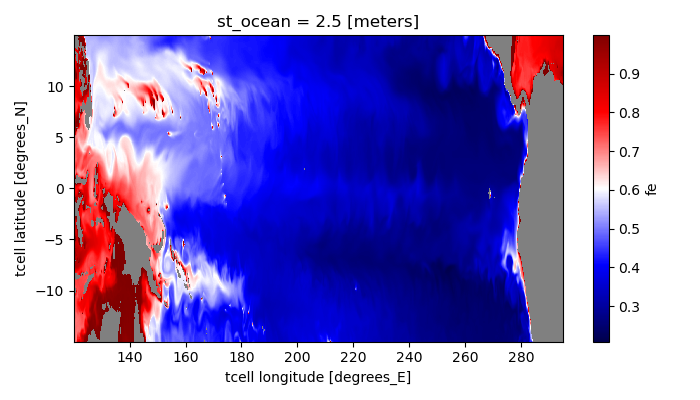 st_ocean = 2.5 [meters]
10
5
0
−5
−10
tcell latitude [degrees_N]
140 160 180 200 220 240 260 280
tcell longitude [degrees_E]
0.9
0.8
0.7
0.6
0.5
0.4
0.3
fe